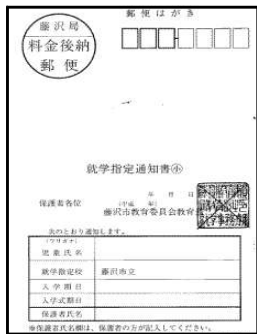 郵便はがき
藤沢局
料金後納
郵便
就学指定通知書㋛
年 月 日
保護者各位
藤沢市教育委員会教育
次のとおり通知します。
(フリガナ)
児童氏名
就学指定校 藤沢市立
入学期日
入学式期日
保護者氏名
※保護者氏名欄は、保護者の方が記入してください。